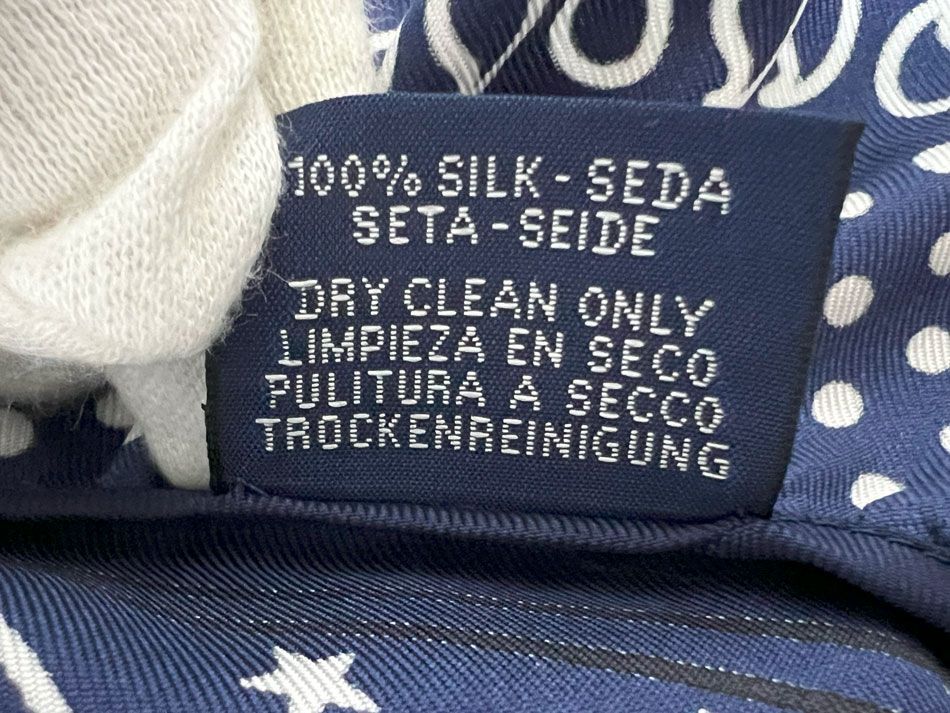 100% SILK - SEDA
SETA - SEIDE
DRY CLEAN ONLY
LIMPIEZA EN SECO
PULITURA A SECCO
TROCKENREINIGUNG